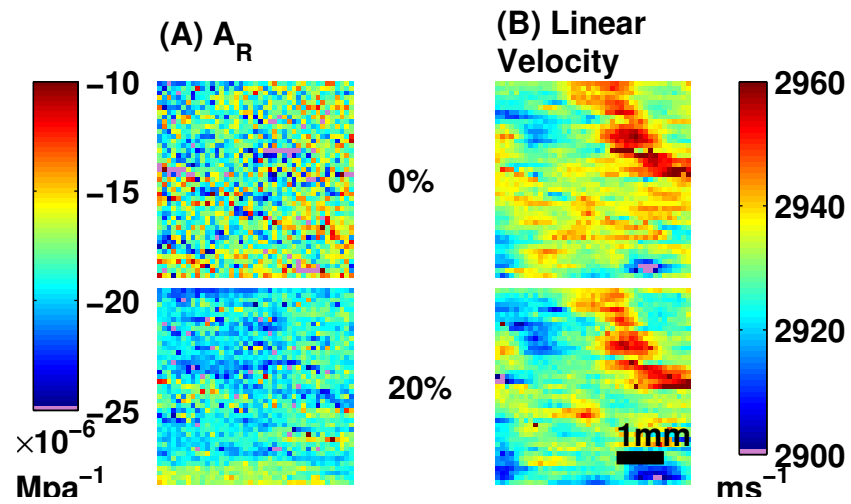 (A) A_R
(B) Linear
Velocity
−10
−15
−20
−25
×10⁻⁶
Mpa⁻¹
0%
20%
1mm
2960
2940
2920
2900
ms⁻¹